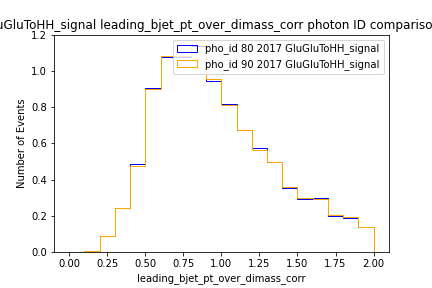 uGluToHH_signal leading_bjet_pt_over_dimass_corr photon ID compariso
pho_id 80 2017 GluGluToHH_signal
pho_id 90 2017 GluGluToHH_signal
Number of Events
1.2
1.0
0.8
0.6
0.4
0.2
0.0
0.00 0.25 0.50 0.75 1.00 1.25 1.50 1.75 2.00
leading_bjet_pt_over_dimass_corr